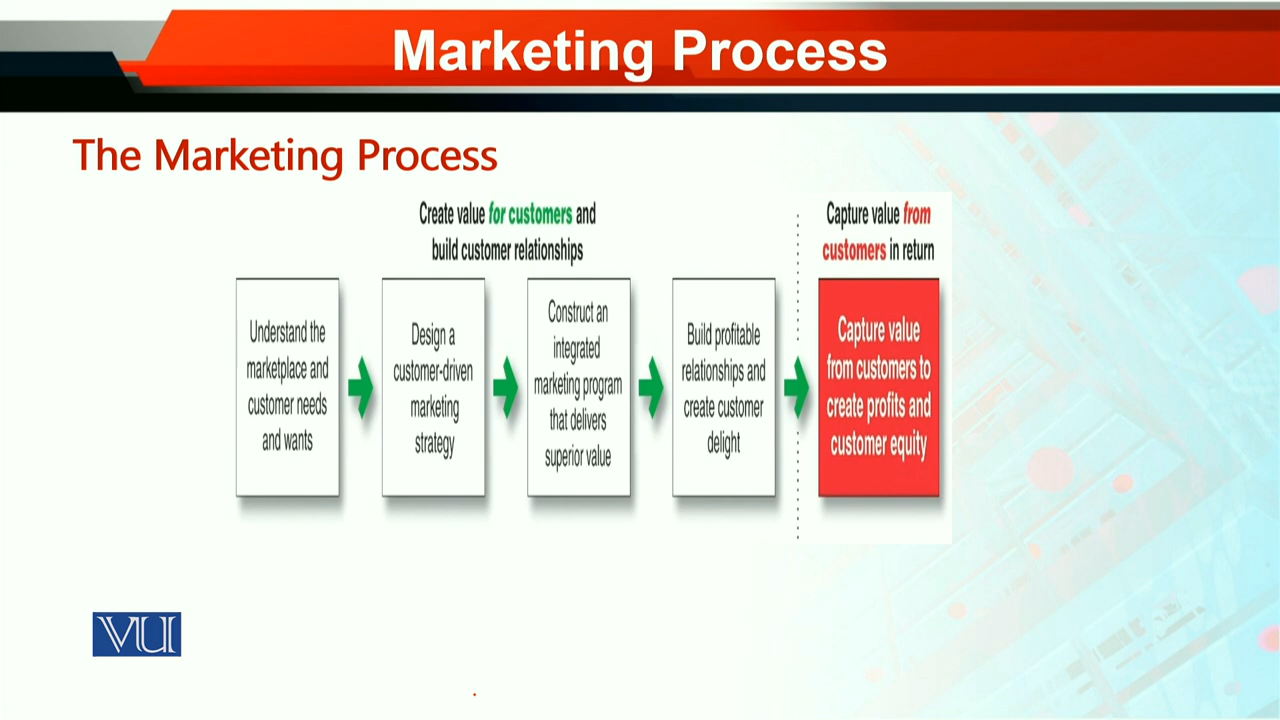 Marketing Process
The Marketing Process
Create value for customers and
build customer relationships
Capture value from
customers in return
Understand the
marketplace and
customer needs
and wants
Design a
customer-driven
marketing
strategy
Construct an
integrated
marketing program
that delivers
superior value
Build profitable
relationships and
create customer
delight
Capture value
from customers to
create profits and
customer equity
VU